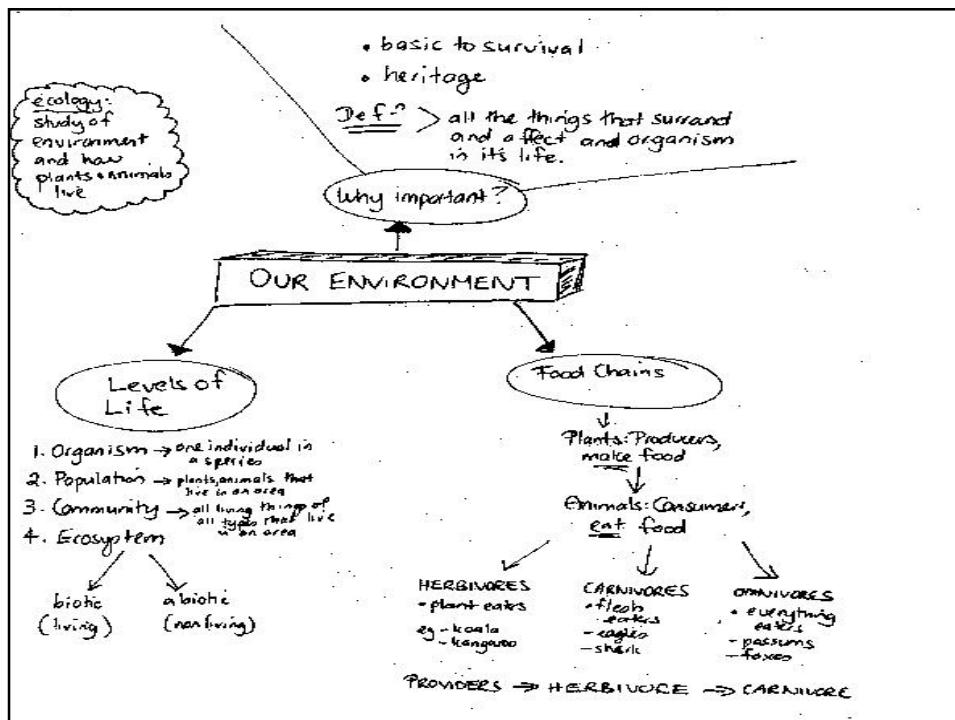 • basic to survival
• heritage
Def-? > all the things that surrand
and affect and organism
in it's life.
ecology:
study of
environment
and how
plants + animals
live
Why important?
OUR ENVIRONMENT
Levels of
Life
1. Organism → one individual in
a species
2. Population → plants, animals that
live in an area
3. Community → all living things of
all types that live
in an area
4. Ecosystem
biotic
(living)
abiotic
(nonliving)
Food Chains
Plants: Producers,
make food
Animals: Consumers,
eat food
HERBIVORES
• plant eaters
eg - koala
- kangaroo
CARNIVORES
• flesh
eaters
- eagles
- shark
OMNIVORES
• everything
eaters
- possums
- foxes
PROVIDERS → HERBIVORE → CARNIVORE